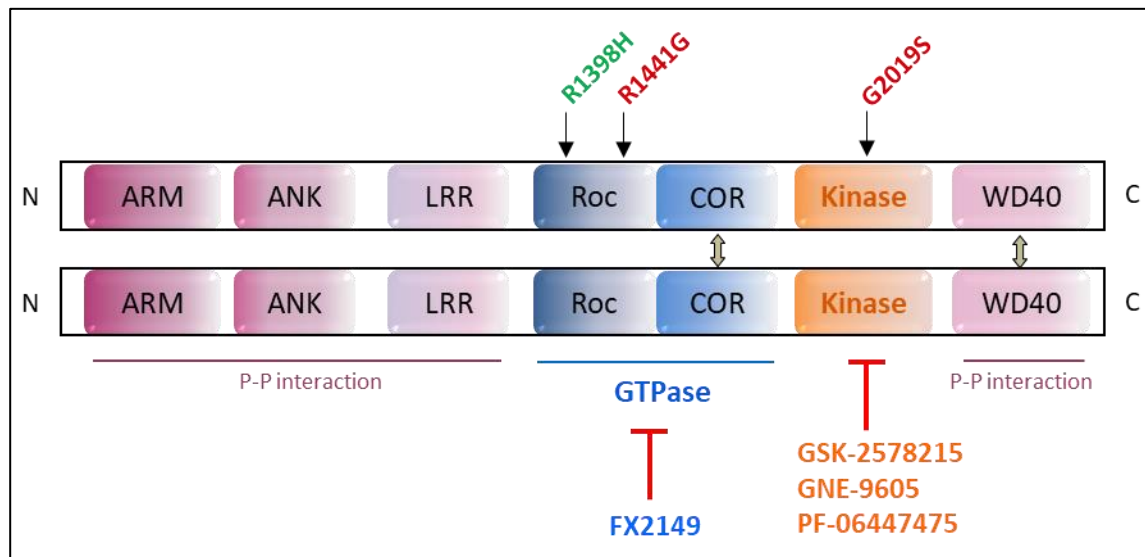 R1398H
R1441G
G2019S
N ARM ANK LRR Roc COR Kinase WD40 C
N ARM ANK LRR Roc COR Kinase WD40 C
P-P interaction
GTPase
P-P interaction
FX2149
GSK-2578215
GNE-9605
PF-06447475